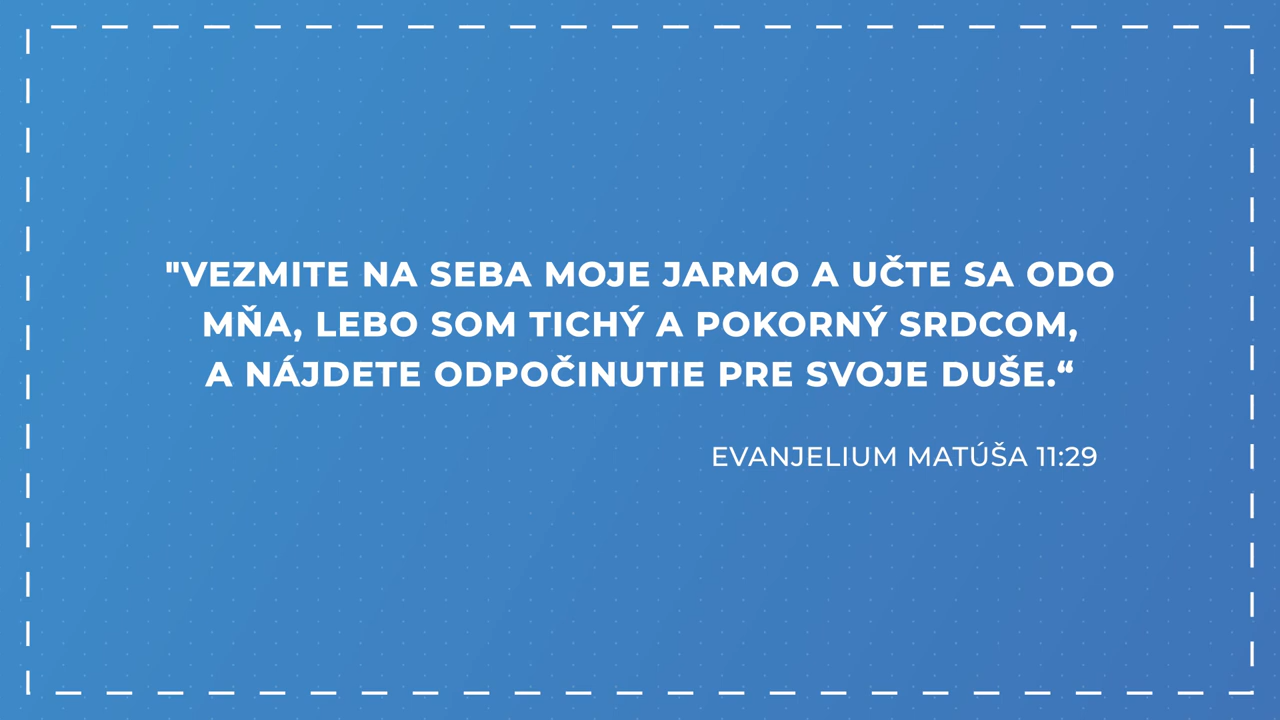 "VEZMITE NA SEBA MOJE JARMO A UČTE SA ODO
MŇA, LEBO SOM TICHÝ A POKORNÝ SRDCOM,
A NÁJDETE ODPOČINUTIE PRE SVOJE DUŠE.“
EVANJELIUM MATÚŠA 11:29